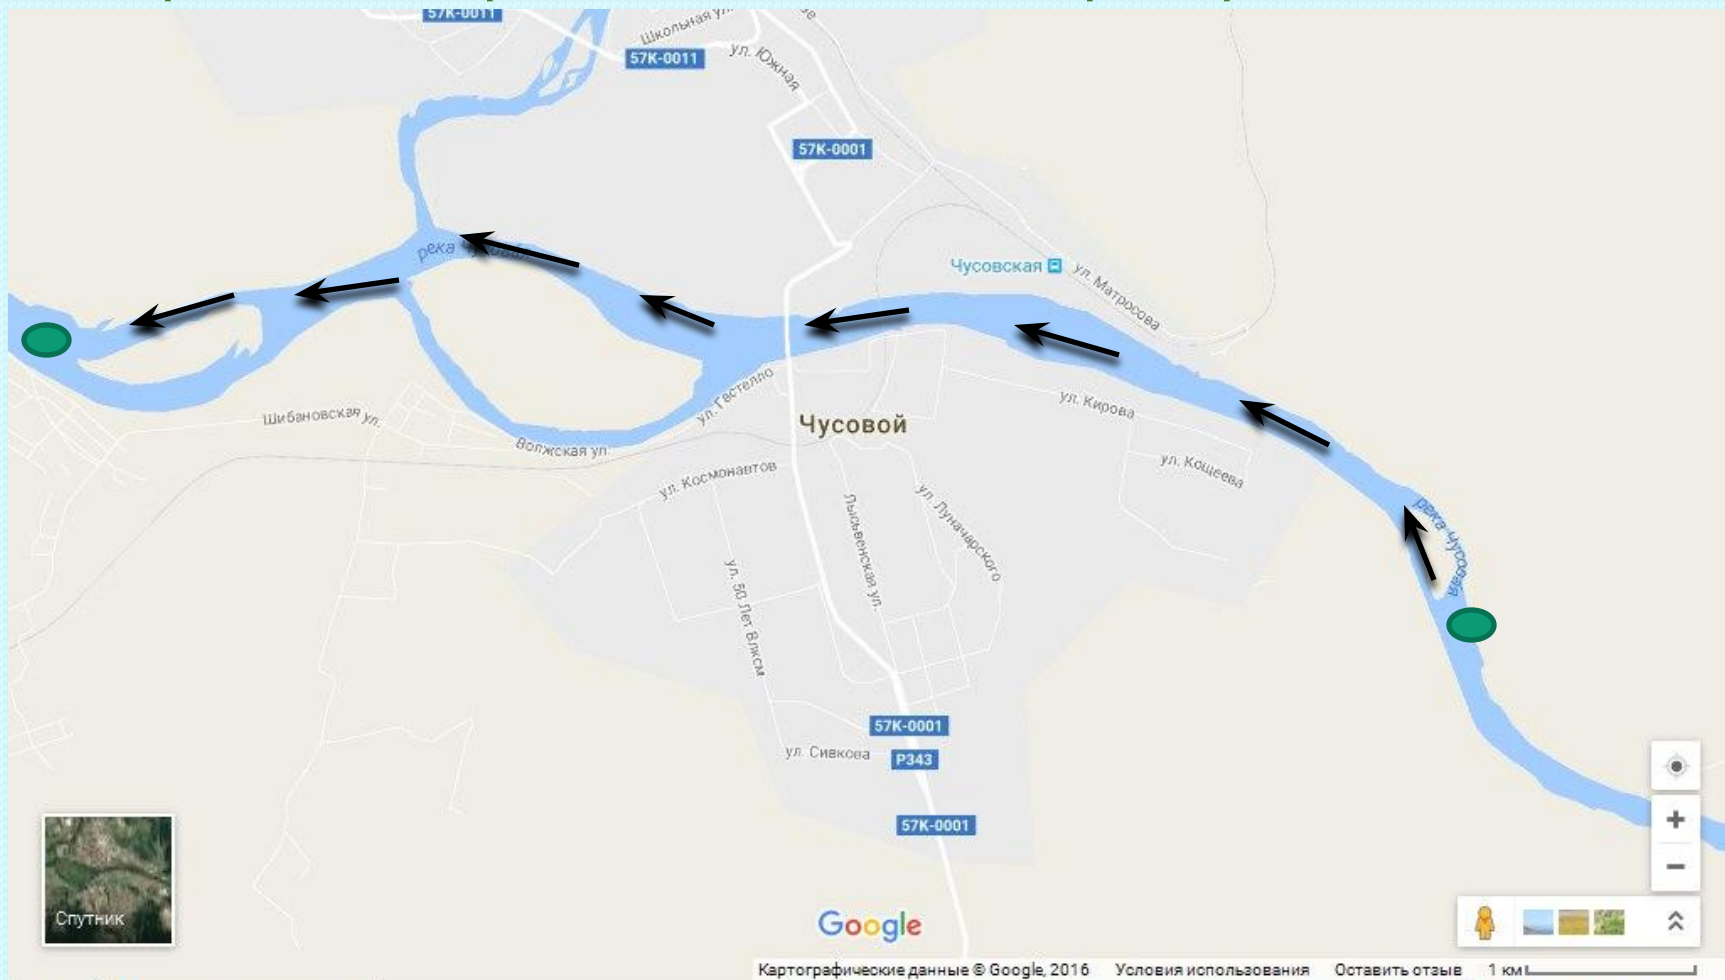 57К-0011
Школьная ул.
57К-0011
ул. Южная
57К-0001
река
Чусовская
ул. Матросова
ул. Гастелло
ул. Кирова
Шибановская ул.
Чусовой
Волжская ул.
ул. Космонавтов
ул. Кощеева
река Чусовая
Лысьвенская ул.
ул. Луначарского
ул. 50 Лет Влксм
57К-0001
ул. Сивкова
Р343
57К-0001
Спутник
Google
Картографические данные © Google, 2016 Условия использования Оставить отзыв 1 км